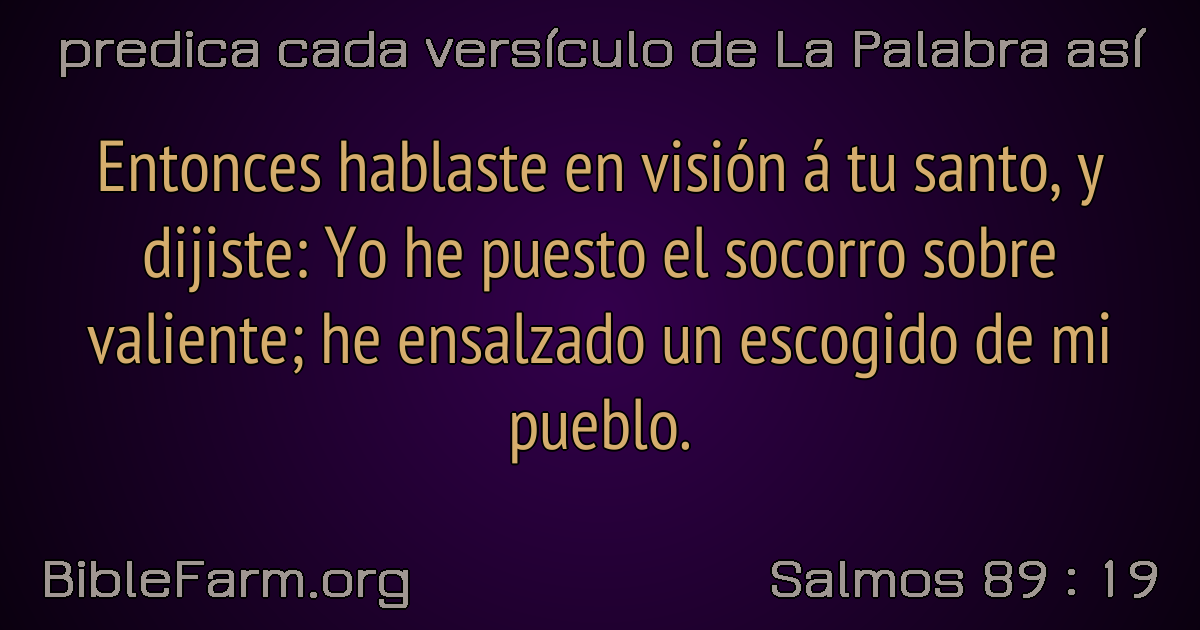 predica cada versículo de La Palabra así
Entonces hablaste en visión á tu santo, y
dijiste: Yo he puesto el socorro sobre
valiente; he ensalzado un escogido de mi
pueblo.
BibleFarm.org
Salmos 89 : 19